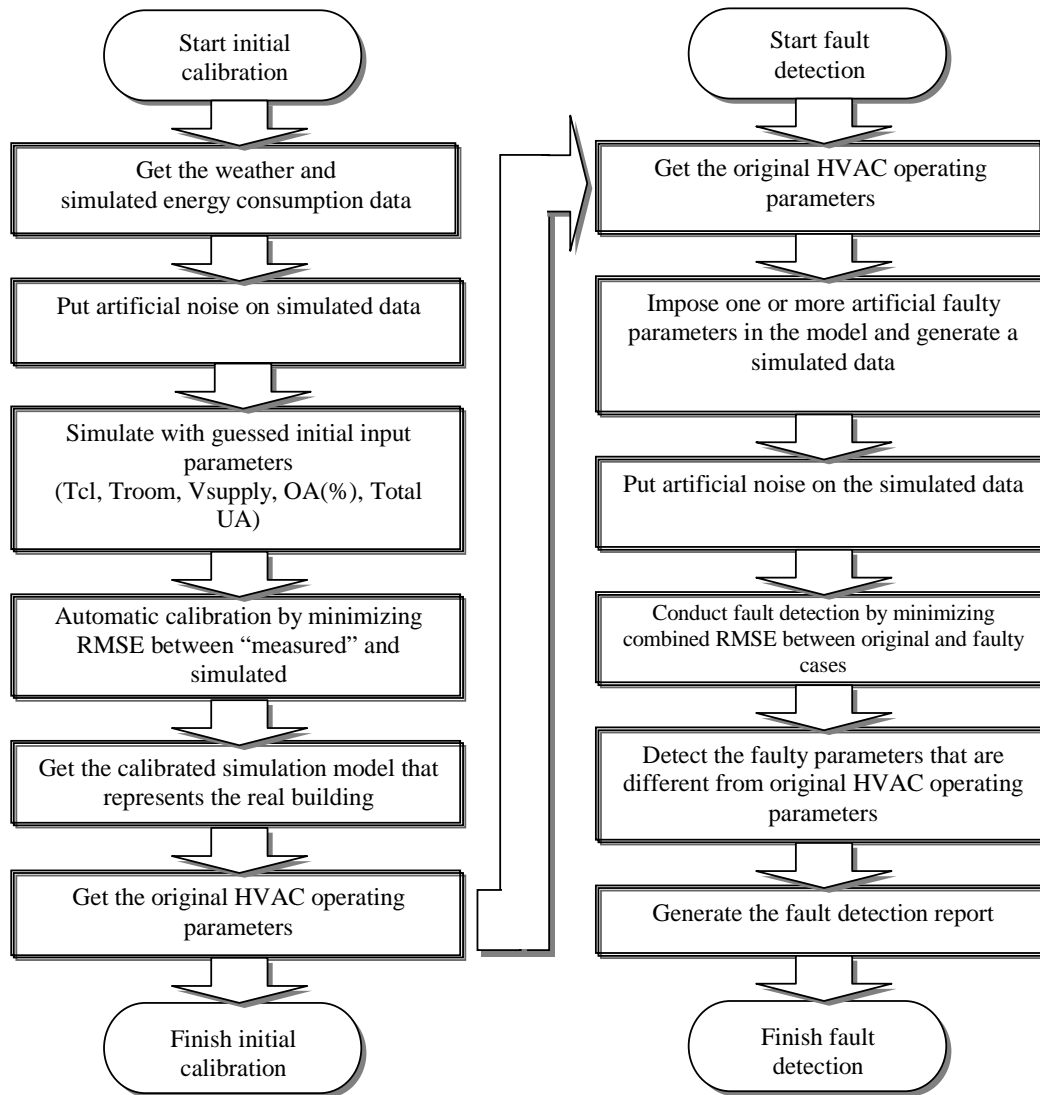 Start initial
calibration
Get the weather and
simulated energy consumption data
Put artificial noise on simulated data
Simulate with guessed initial input
parameters
(Tcl, Troom, Vsupply, OA(%), Total
UA)
Automatic calibration by minimizing
RMSE between “measured” and
simulated
Get the calibrated simulation model that
represents the real building
Get the original HVAC operating
parameters
Finish initial
calibration
Start fault
detection
Get the original HVAC operating
parameters
Impose one or more artificial faulty
parameters in the model and generate a
simulated data
Put artificial noise on the simulated data
Conduct fault detection by minimizing
combined RMSE between original and faulty
cases
Detect the faulty parameters that are
different from original HVAC operating
parameters
Generate the fault detection report
Finish fault
detection